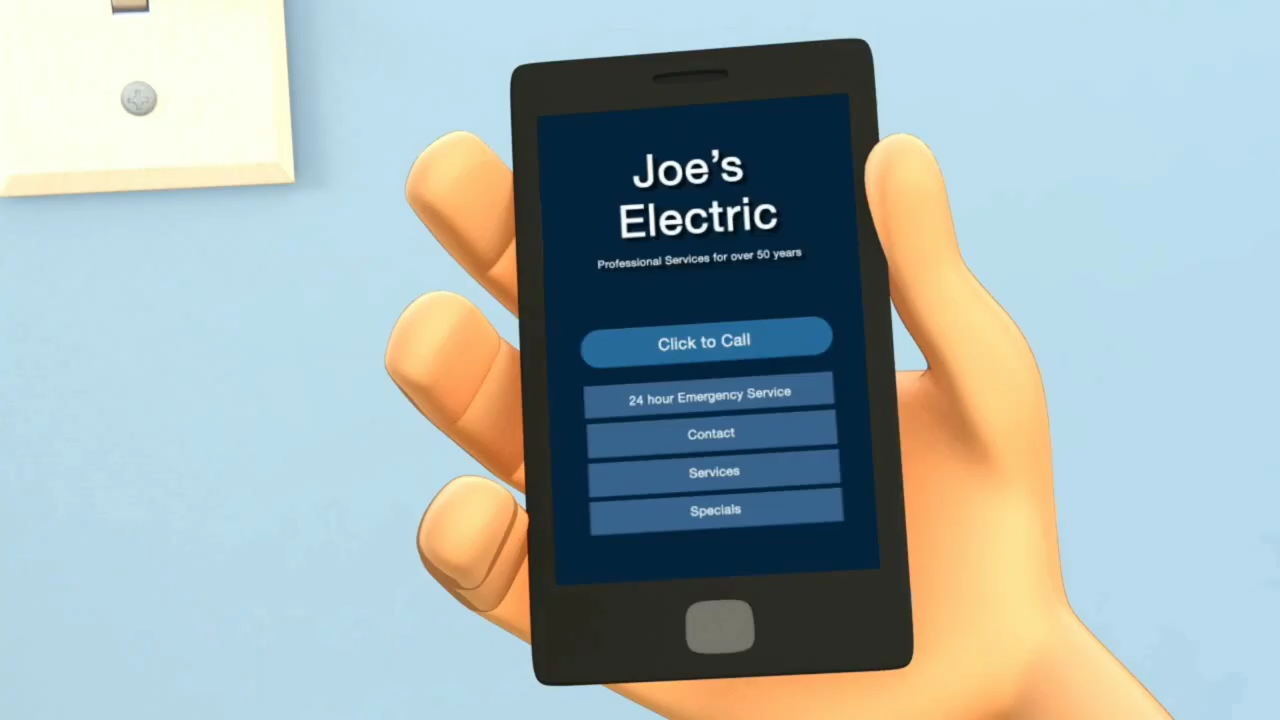 Joe's
Electric
Professional Services for over 50 years
Click to Call
24 hour Emergency Service
Contact
Services
Specials